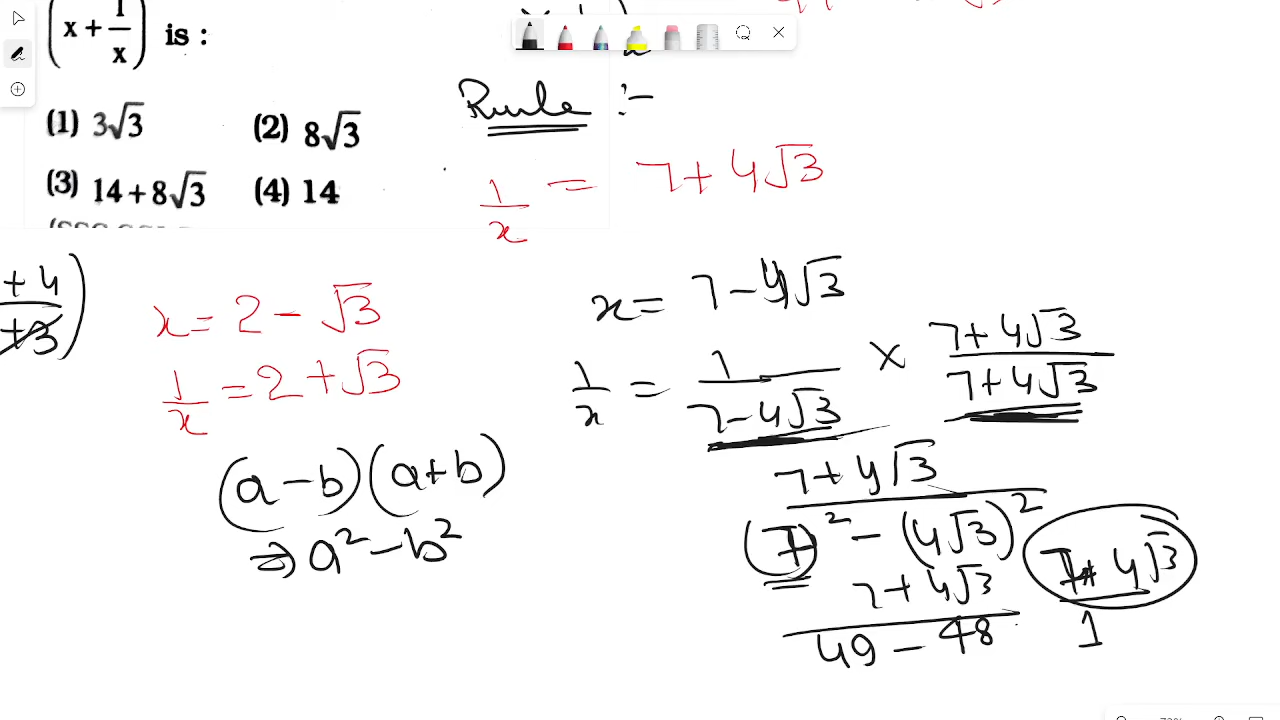 (x + 1/x) is :
(1) 3√3 (2) 8√3
(3) 14 + 8√3 (4) 14
Rule :-
1/x = 7 + 4√3
+ 4
+3 )
x = 2 - √3
1/x = 2 + √3
(a - b)(a + b)
⇒ a² - b²
x = 7 - 4√3
1/x = 1/(7 - 4√3) × (7 + 4√3)/(7 + 4√3)
7 + 4√3
(7)² - (4√3)²
7 + 4√3
49 - 48
7 + 4√3
1